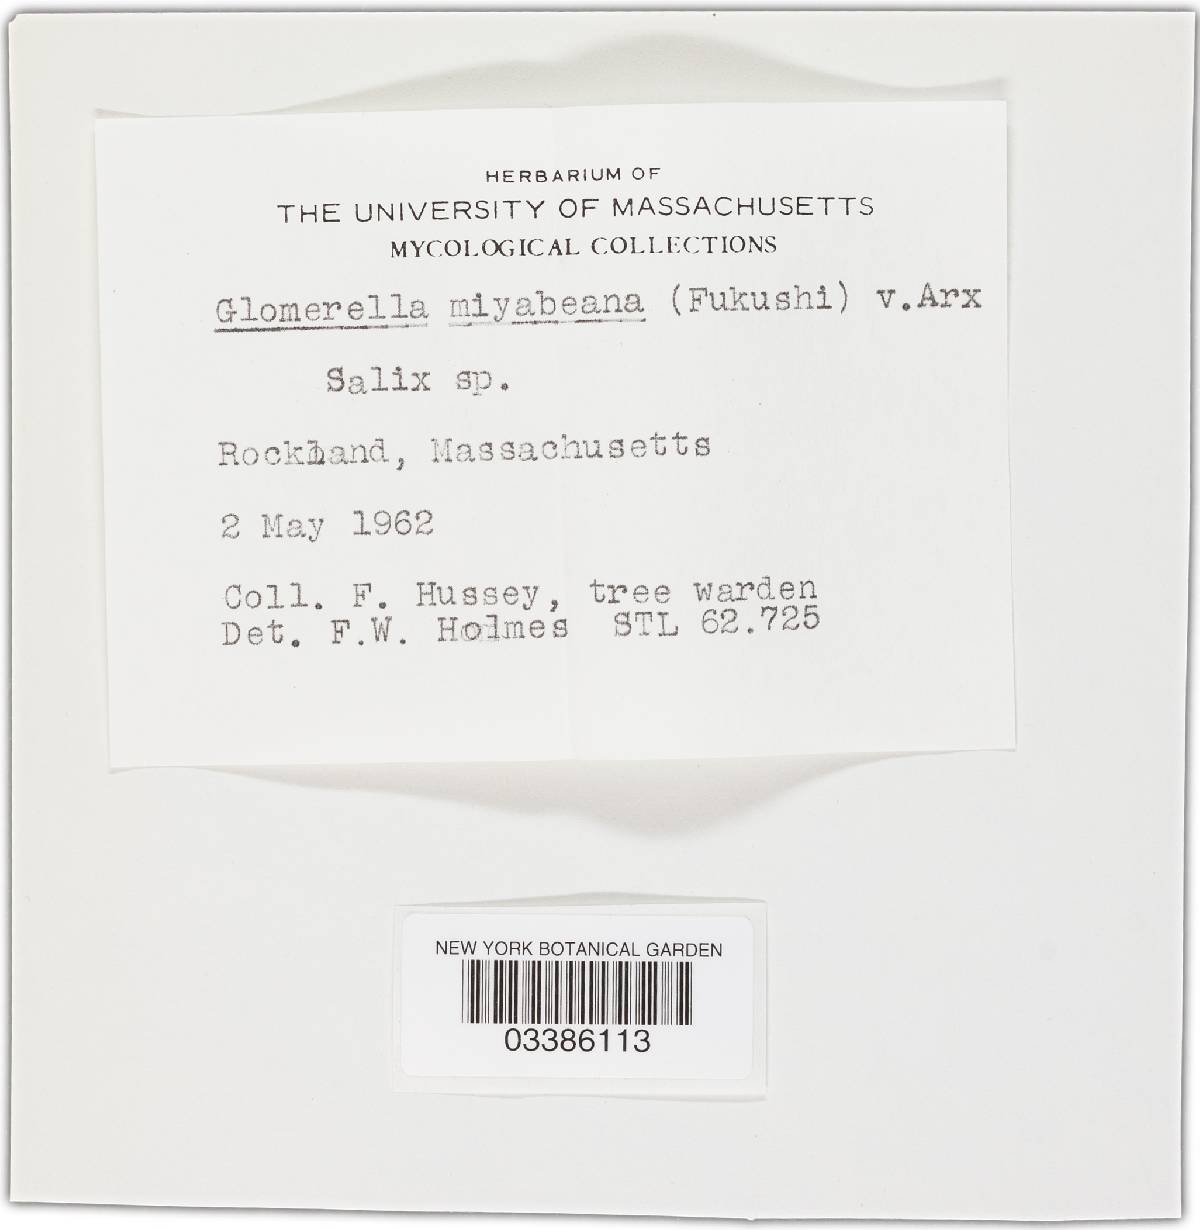 HERBARIUM OF
THE UNIVERSITY OF MASSACHUSETTS
MYCOLOGICAL COLLECTIONS
Glomerella miyabeana (Fukushi) v.Arx
Salix sp.
Rockland, Massachusetts
2 May 1962
Coll. F. Hussey, tree warden
Det. F.W. Holmes STL 62.725
NEW YORK BOTANICAL GARDEN
03386113